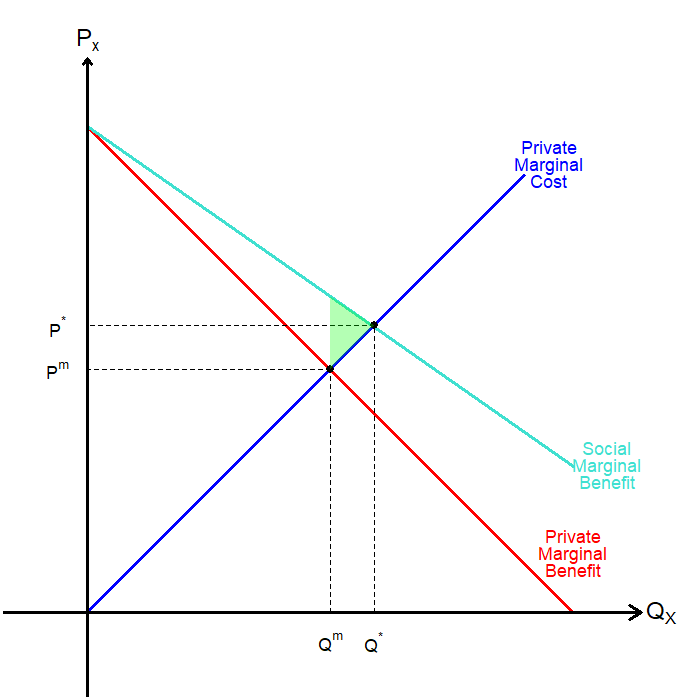 Px
Private
Marginal
Cost
P*
Pm
Social
Marginal
Benefit
Private
Marginal
Benefit
QX
Qm
Q*